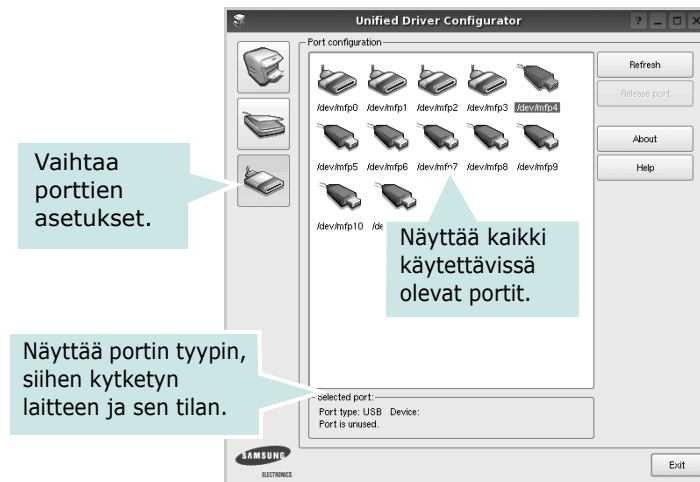 Unified Driver Configurator
Port configuration
/dev/mfp0 /dev/mfp1 /dev/mfp2 /dev/mfp3 /dev/mfp4
/dev/mfp5 /dev/mfp6 /dev/mfp7 /dev/mfp8 /dev/mfp9
/dev/mfp10 /de
Refresh
Release port
About
Help
Vaihtaa
porttien
asetukset.
Näyttää kaikki
käytettävissä
olevat portit.
Näyttää portin tyypin,
siihen kytketyn
laitteen ja sen tilan.
Selected port:
Port type: USB Device:
Port is unused.
SAMSUNG
ELECTRONICS
Exit